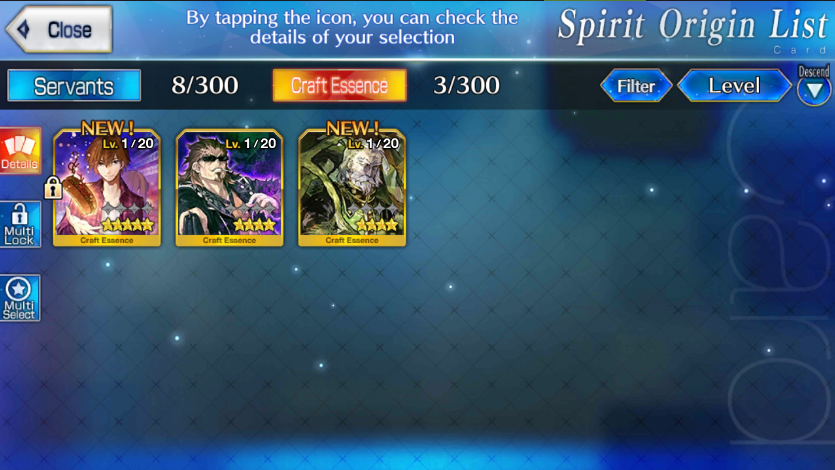 Close
By tapping the icon, you can check the
details of your selection
Spirit Origin List
Card
Servants 8/300 Craft Essence 3/300 Filter Level Descend
Details
Multi
Lock
Multi
Select
NEW!
Lv. 1/20
Craft Essence
Lv. 1/20
Craft Essence
NEW!
Lv. 1/20
Craft Essence
Card